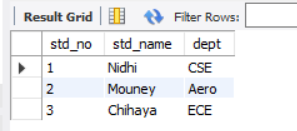 Result Grid Filter Rows:
std_no std_name dept
1 Nidhi CSE
2 Mouney Aero
3 Chihaya ECE